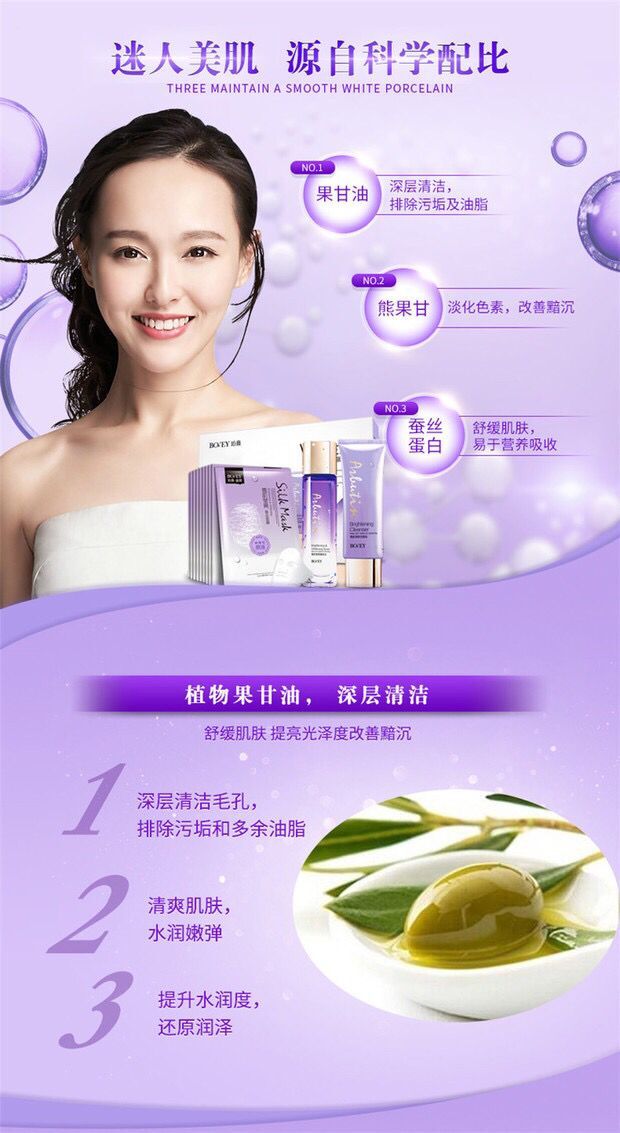 迷人美肌 源自科学配比
THREE MAINTAIN A SMOOTH WHITE PORCELAIN
NO.1
果甘油
深层清洁，
排除污垢及油脂
NO.2
熊果甘
淡化色素，改善黯沉
NO.3
蚕丝
蛋白
舒缓肌肤，
易于营养吸收
BOVEY
BOVEY
Silk Mask
Arbutin
BOVEY
Arbutin
Brightening
Cleanser
BOVEY
植物果甘油， 深层清洁
舒缓肌肤 提亮光泽度改善黯沉
1
深层清洁毛孔，
排除污垢和多余油脂
2
清爽肌肤，
水润嫩弹
3
提升水润度，
还原润泽